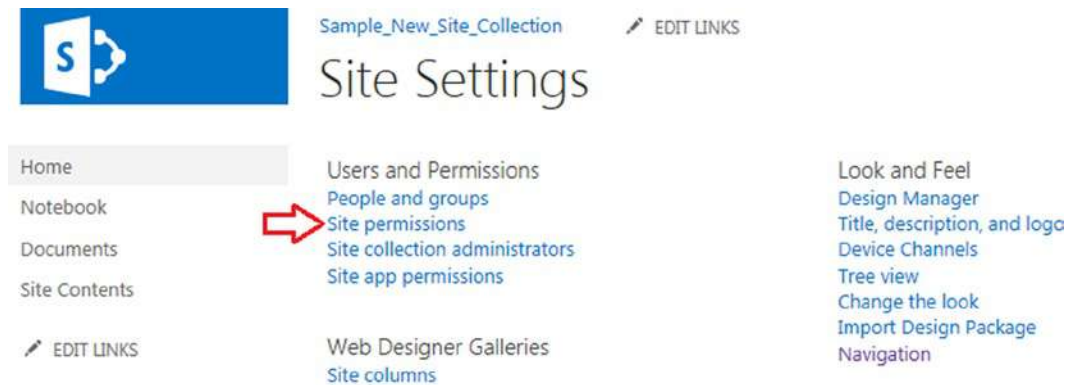 S
Sample_New_Site_Collection
EDIT LINKS
Site Settings
Home
Notebook
Documents
Site Contents
EDIT LINKS
Users and Permissions
People and groups
Site permissions
Site collection administrators
Site app permissions
Web Designer Galleries
Site columns
Look and Feel
Design Manager
Title, description, and logo
Device Channels
Tree view
Change the look
Import Design Package
Navigation